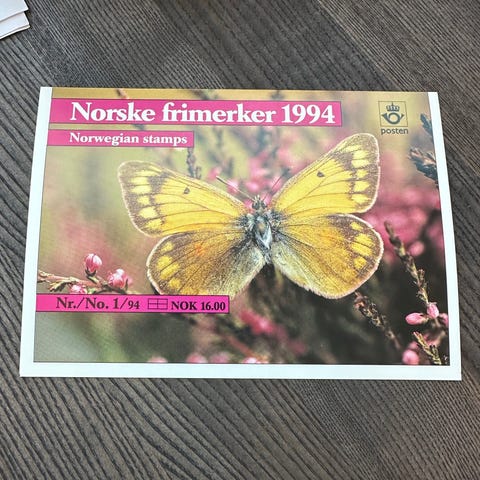 Norske frimerker 1994
posten
Norwegian stamps
Nr./No. 1/94 NOK 16.00